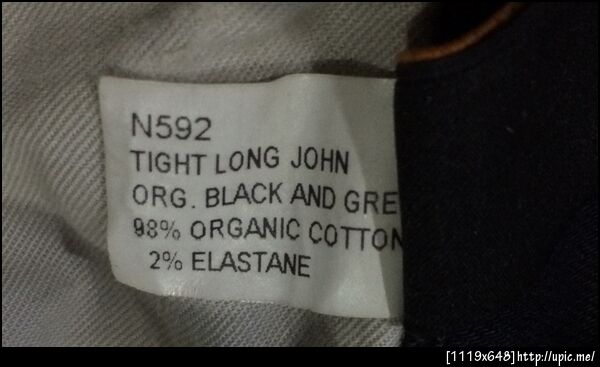 N592
TIGHT LONG JOHN
ORG. BLACK AND GRE
98% ORGANIC COTTON
2% ELASTANE
[1119x648]http://upic.me/